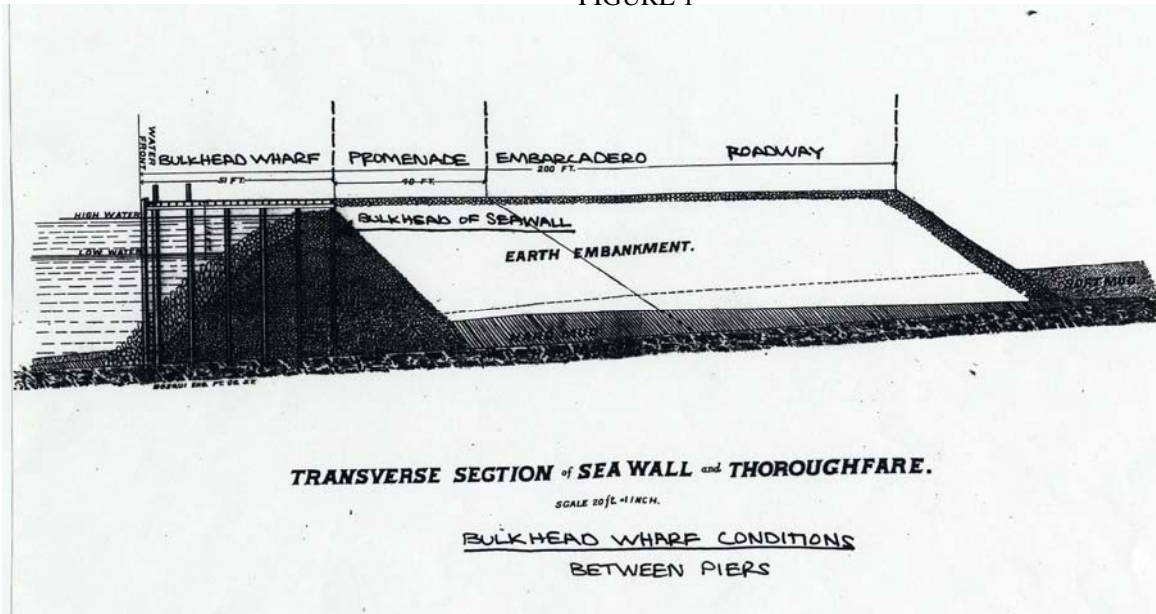 FIGURE 1
WATER
FRONT
BULKHEAD WHARF
PROMENADE
EMBARCADERO
ROADWAY
200 FT.
51 FT.
40 FT.
HIGH WATER
BULKHEAD OF SEAWALL
LOW WATER
EARTH EMBANKMENT.
SOFT MUD
MUD
TRANSVERSE SECTION of SEA WALL and THOROUGHFARE.
SCALE 20ft. = 1 INCH.
BULKHEAD WHARF CONDITIONS
BETWEEN PIERS